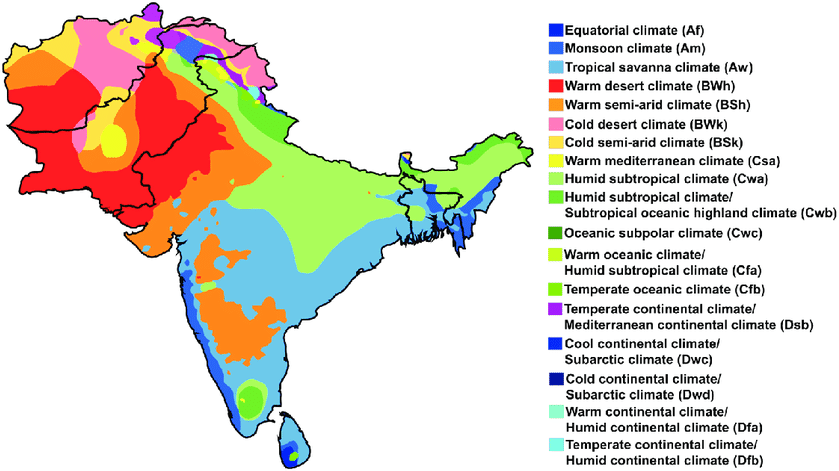 Equatorial climate (Af)
Monsoon climate (Am)
Tropical savanna climate (Aw)
Warm desert climate (BWh)
Warm semi-arid climate (BSh)
Cold desert climate (BWk)
Cold semi-arid climate (BSk)
Warm mediterranean climate (Csa)
Humid subtropical climate (Cwa)
Humid subtropical climate/
Subtropical oceanic highland climate (Cwb)
Oceanic subpolar climate (Cwc)
Warm oceanic climate/
Humid subtropical climate (Cfa)
Temperate oceanic climate (Cfb)
Temperate continental climate/
Mediterranean continental climate (Dsb)
Cool continental climate/
Subarctic climate (Dwc)
Cold continental climate/
Subarctic climate (Dwd)
Warm continental climate/
Humid continental climate (Dfa)
Temperate continental climate/
Humid continental climate (Dfb)